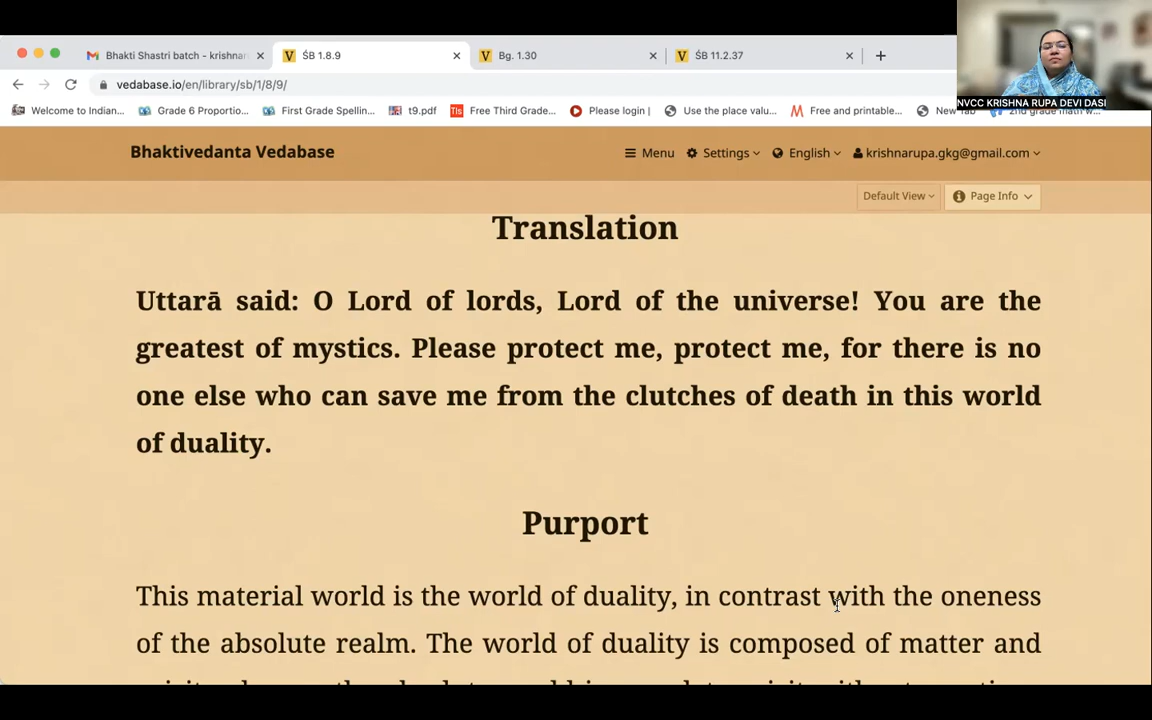 Bhakti Shastri batch - krishnar
ŚB 1.8.9
Bg. 1.30
ŚB 11.2.37
vedabase.io/en/library/sb/1/8/9/
NVCC KRISHNA RUPA DEVI DASI
Welcome to Indian...
Grade 6 Proportio...
First Grade Spellin...
t9.pdf
Free Third Grade...
Please login |
Use the place valu...
Free and printable...
New Tab
2nd grade math w...
Bhaktivedanta Vedabase
Menu
Settings
English
krishnarupa.gkg@gmail.com
Default View
Page Info
Translation
Uttarā said: O Lord of lords, Lord of the universe! You are the
greatest of mystics. Please protect me, protect me, for there is no
one else who can save me from the clutches of death in this world
of duality.
Purport
This material world is the world of duality, in contrast with the oneness
of the absolute realm. The world of duality is composed of matter and